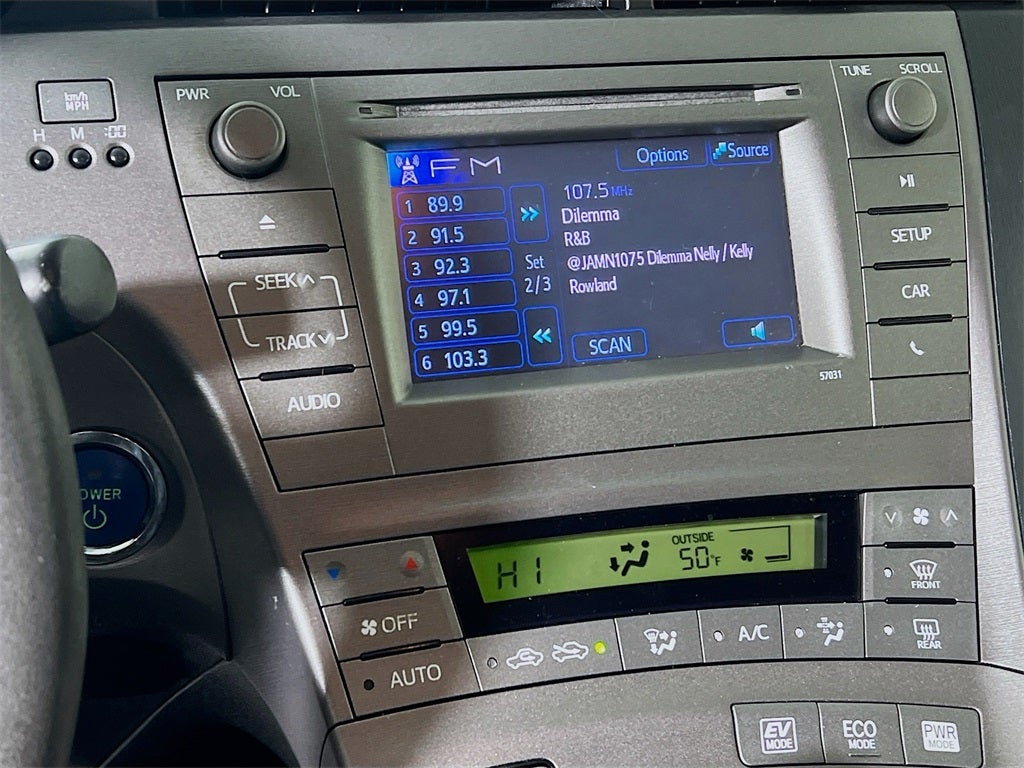 km/h
MPH
H M :00
PWR VOL
TUNE SCROLL
FM
Options
Source
1 89.9
2 91.5
3 92.3
4 97.1
5 99.5
6 103.3
Set
2/3
107.5 MHz
Dilemma
R&B
@JAMN1075 Dilemma Nelly / Kelly
Rowland
SCAN
57031
SEEK
TRACK
AUDIO
SETUP
CAR
POWER
HI
OUTSIDE
50°F
OFF
AUTO
A/C
FRONT
REAR
EV
MODE
ECO
MODE
PWR
MODE